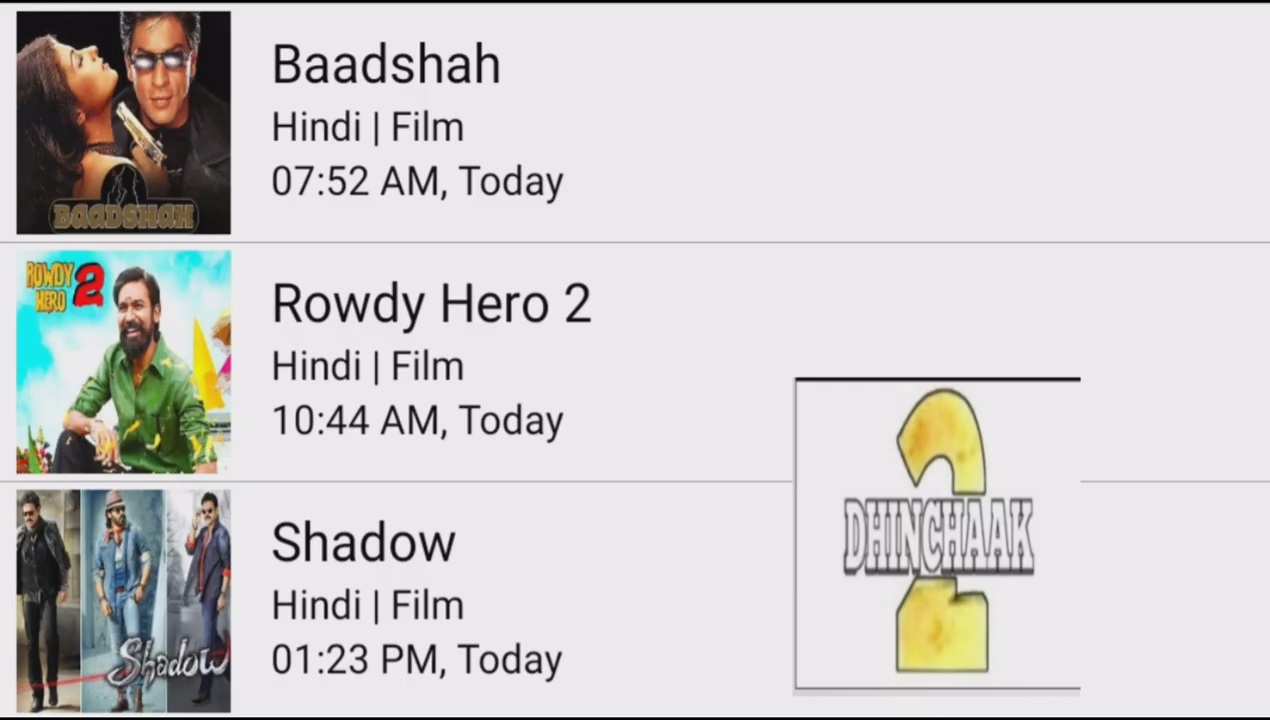 BAADSHAH
Baadshah
Hindi | Film
07:52 AM, Today
ROWDY
HERO 2
Rowdy Hero 2
Hindi | Film
10:44 AM, Today
Shadow
Shadow
Hindi | Film
01:23 PM, Today
DHINCHAAK
2